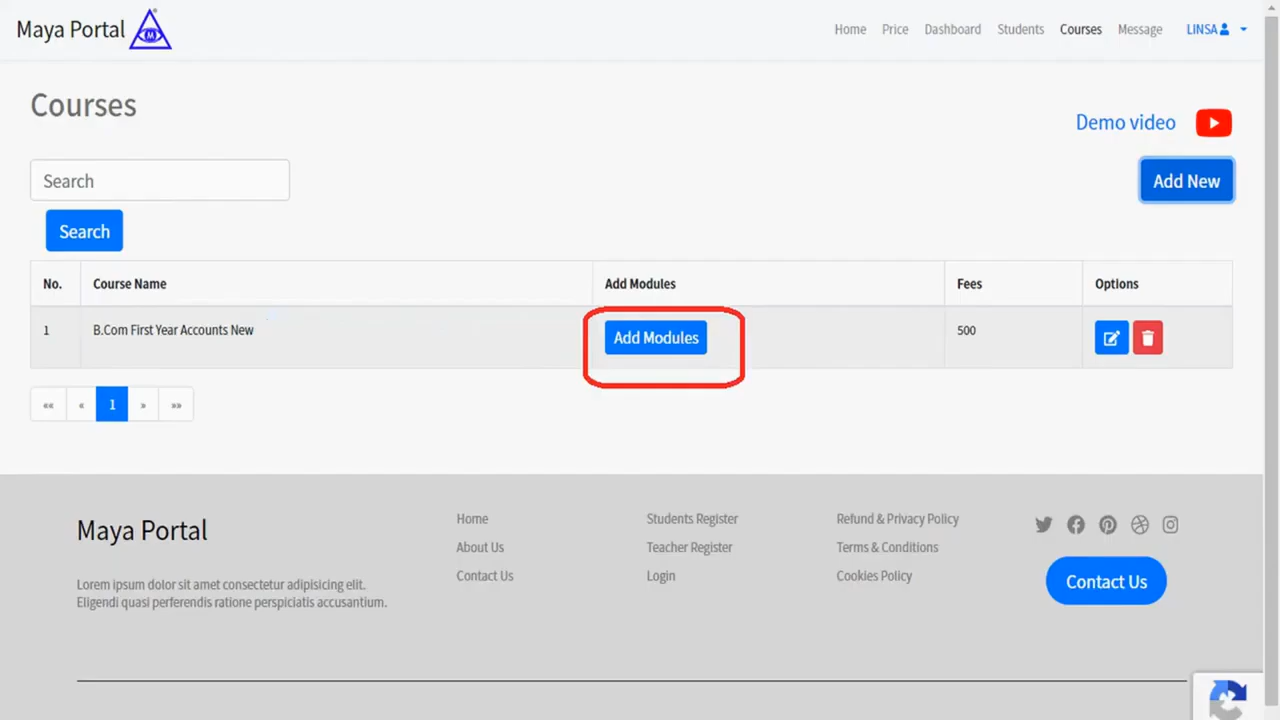 Maya Portal
M
Home Price Dashboard Students Courses Message LINSA
Courses
Demo video
Search
Add New
Search
No. Course Name Add Modules Fees Options
1 B.Com First Year Accounts New Add Modules 500
«« « 1 » »»
Maya Portal
Lorem ipsum dolor sit amet consectetur adipisicing elit.
Eligendi quasi perferendis ratione perspiciatis accusantium.
Home
About Us
Contact Us
Students Register
Teacher Register
Login
Refund & Privacy Policy
Terms & Conditions
Cookies Policy
Contact Us